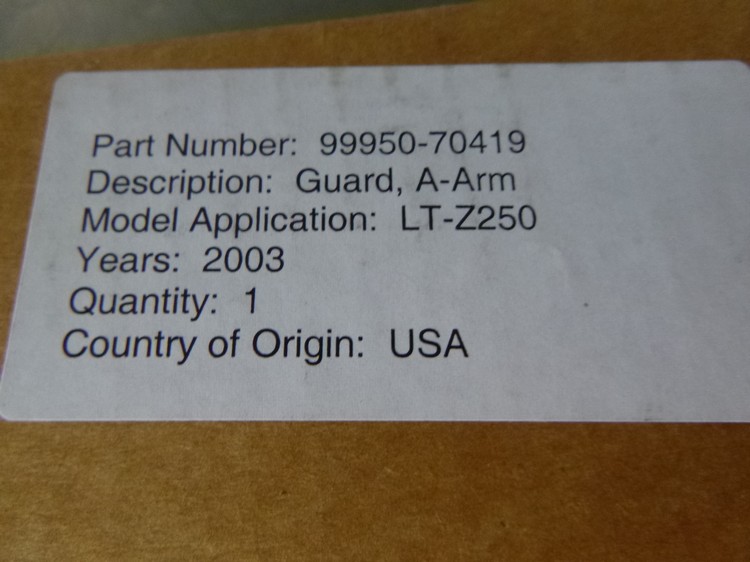 Part Number: 99950-70419
Description: Guard, A-Arm
Model Application: LT-Z250
Years: 2003
Quantity: 1
Country of Origin: USA